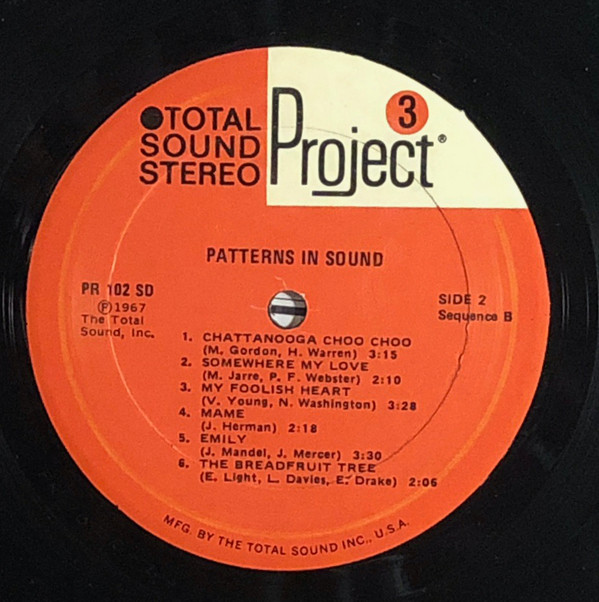 TOTAL
SOUND
STEREO
Project®
3
PATTERNS IN SOUND
PR 102 SD
Ⓟ1967
The Total
Sound, Inc.
SIDE 2
Sequence B
1. CHATTANOOGA CHOO CHOO
(M. Gordon, H. Warren) 3:15
2. SOMEWHERE MY LOVE
(M. Jarre, P. F. Webster) 2:10
3. MY FOOLISH HEART
(V. Young, N. Washington) 3:28
4. MAME
(J. Herman) 2:18
5. EMILY
(J. Mandel, J. Mercer) 3:30
6. THE BREADFRUIT TREE
(E. Light, L. Davies, E. Drake) 2:06
MFG. BY THE TOTAL SOUND INC., U.S.A.